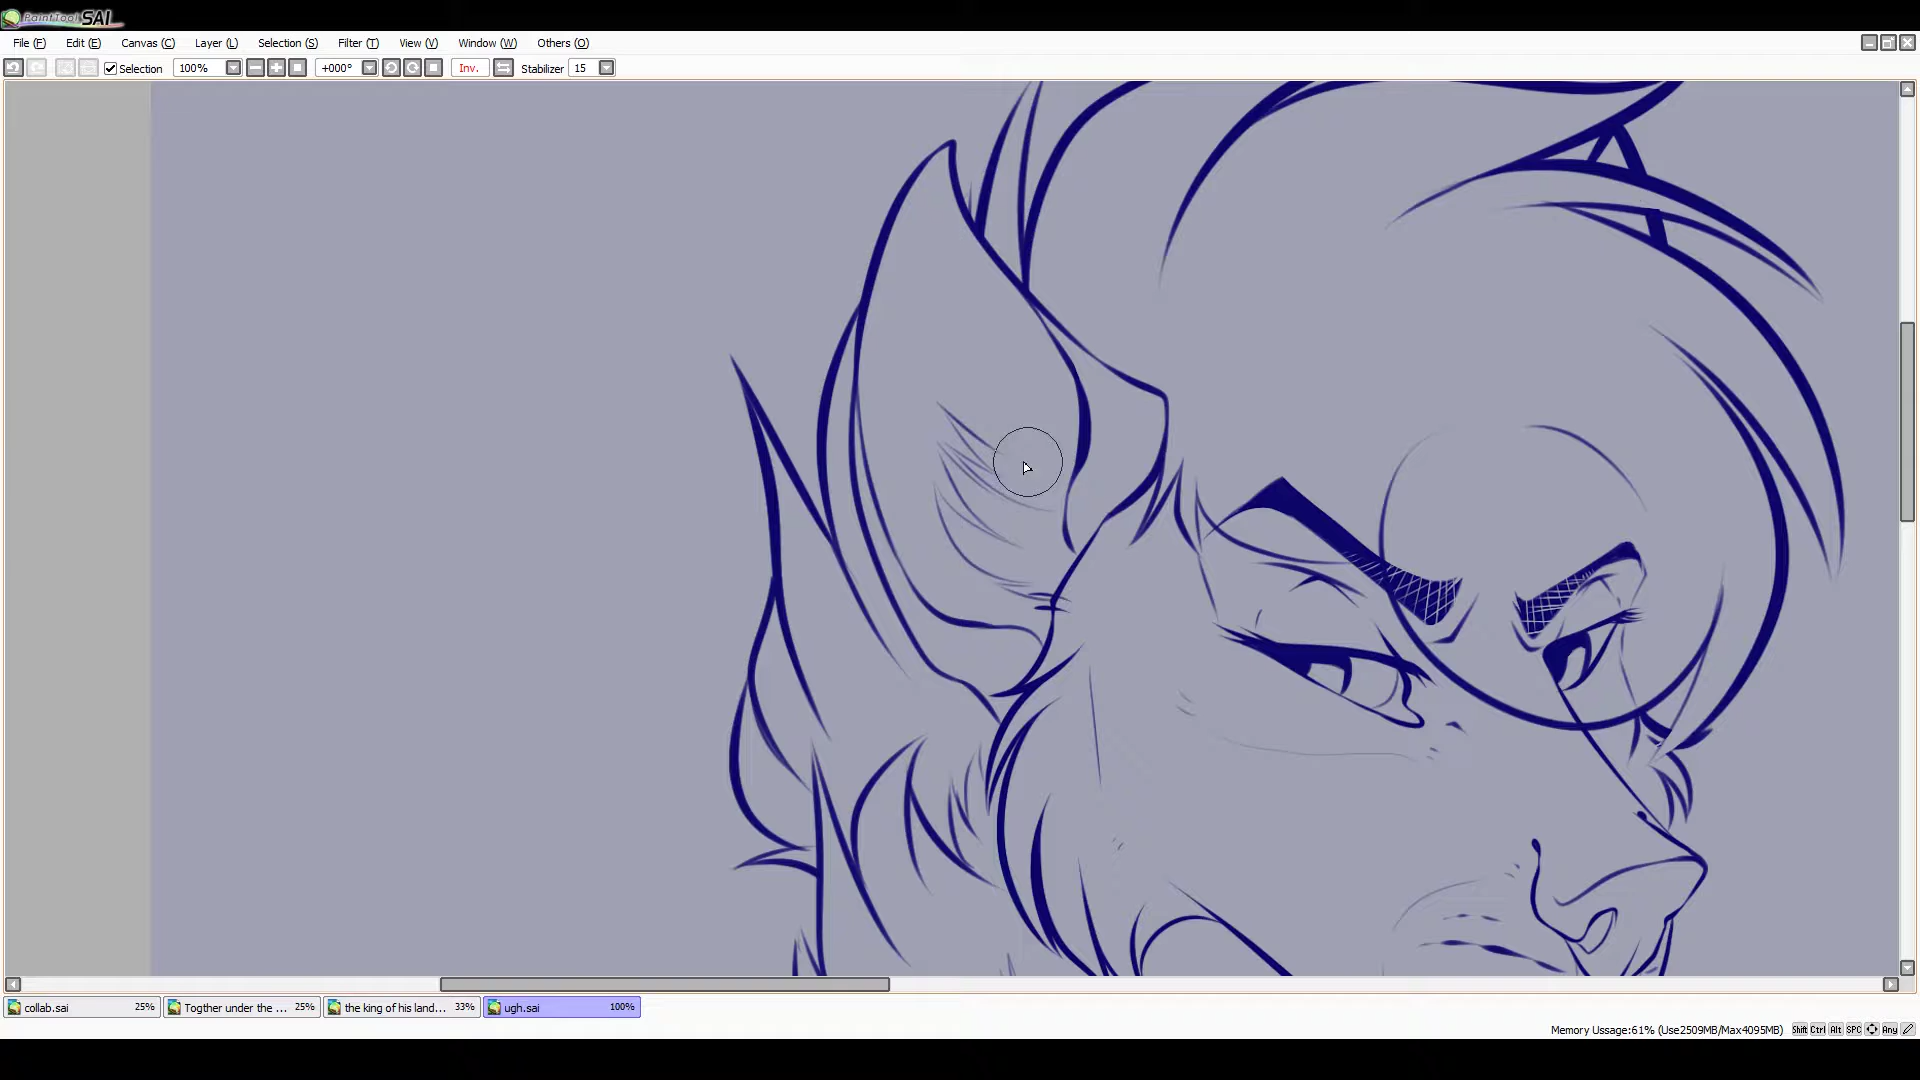 PaintTool SAI
File (F) Edit (E) Canvas (C) Layer (L) Selection (S) Filter (T) View (V) Window (W) Others (O)
Selection 100% +000° Inv. Stabilizer 15
collab.sai 25% Togther under the ... 25% the king of his land... 33% ugh.sai 100%
Memory Ussage:61% (Use2509MB/Max4095MB) Shift Ctrl Alt SPC Any